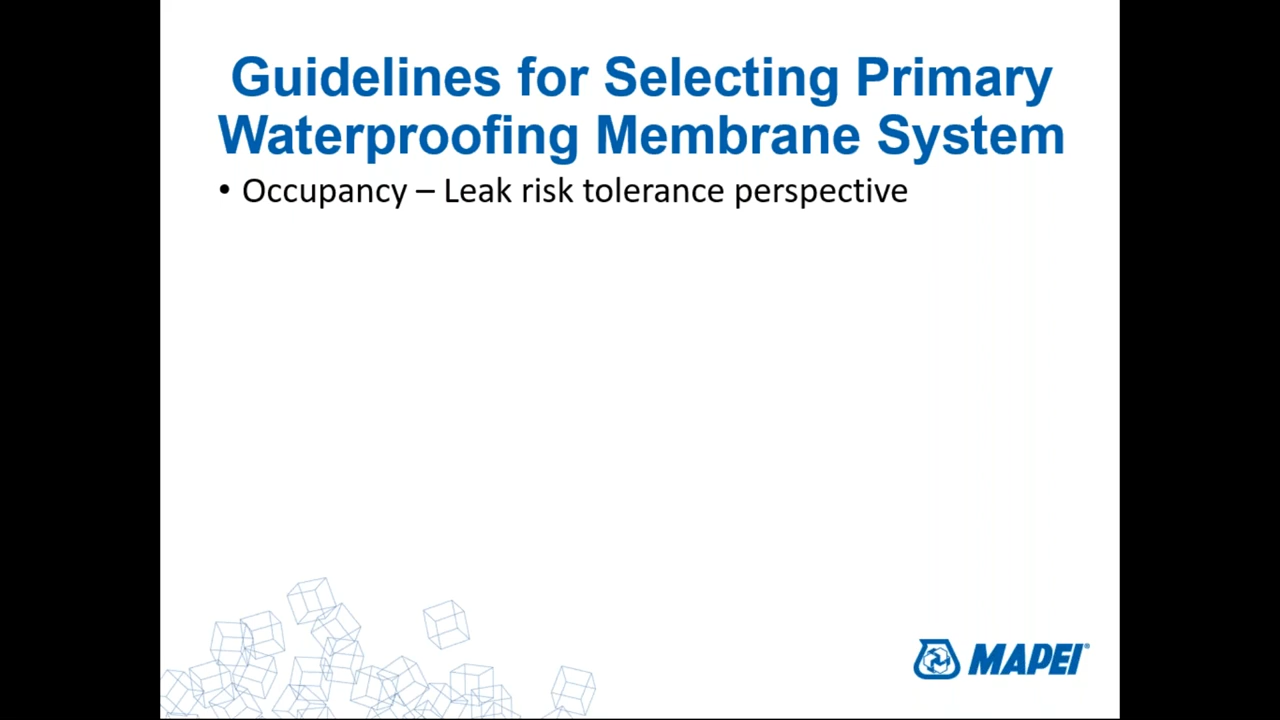 Guidelines for Selecting Primary
Waterproofing Membrane System
• Occupancy – Leak risk tolerance perspective
MAPEI®